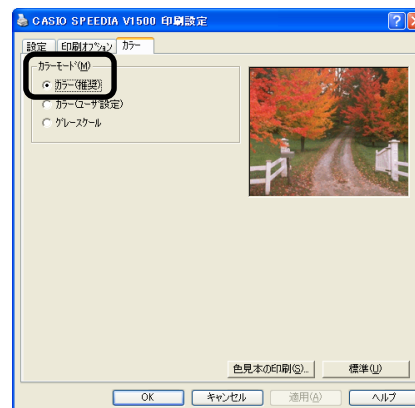 CASIO SPEEDIA V1500 印刷設定
設定 印刷ｵﾌﾟｼｮﾝ ｶﾗｰ
ｶﾗｰﾓｰﾄﾞ(M)
ｶﾗｰ(推奨)
ｶﾗｰ(ﾕｰｻﾞ設定)
ｸﾞﾚｰｽｹｰﾙ
色見本の印刷(S)... 標準(U)
OK ｷｬﾝｾﾙ 適用(A) ﾍﾙﾌﾟ